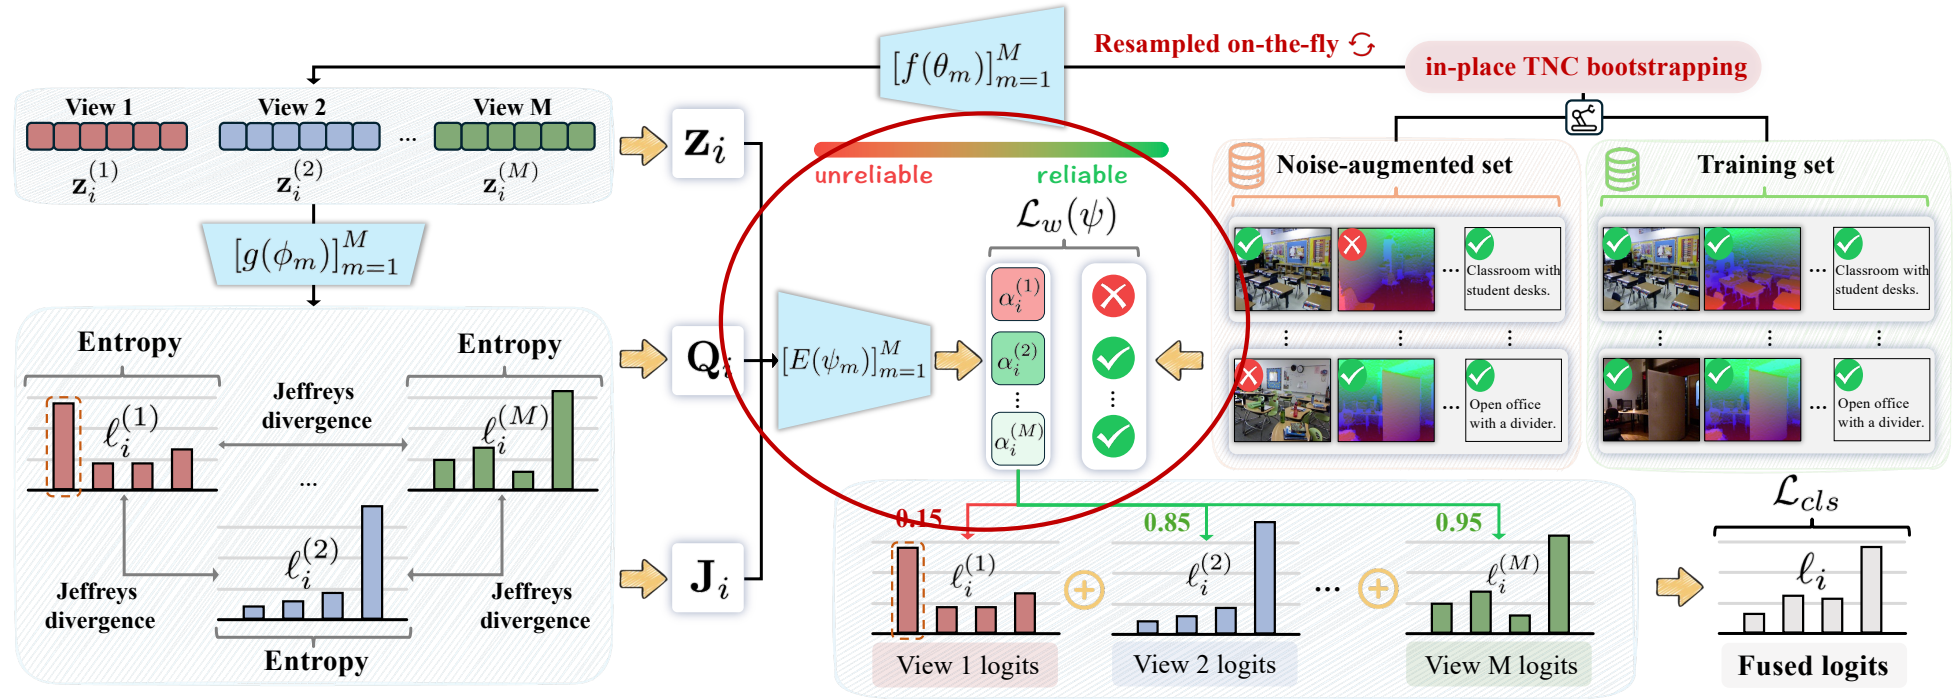 Resampled on-the-fly
in-place TNC bootstrapping
[f(θ_m)]_{m=1}^{M}
View 1
View 2
View M
...
z_i^{(1)}
z_i^{(2)}
z_i^{(M)}
Z_i
[g(ϕ_m)]_{m=1}^{M}
unreliable
reliable
ℒ_w(ψ)
Noise-augmented set
Training set
Classroom with
student desks.
...
Classroom with
student desks.
...
Open office
with a divider.
...
Open office
with a divider.
...
Entropy
Entropy
Jeffreys
divergence
ℓ_i^{(1)}
ℓ_i^{(M)}
...
ℓ_i^{(2)}
Jeffreys
divergence
Jeffreys
divergence
Entropy
Q_i
J_i
[E(ψ_m)]_{m=1}^{M}
α_i^{(1)}
α_i^{(2)}
α_i^{(M)}
0.15
0.85
0.95
ℓ_i^{(1)}
ℓ_i^{(2)}
...
ℓ_i^{(M)}
View 1 logits
View 2 logits
View M logits
ℒ_{cls}
ℓ_i
Fused logits